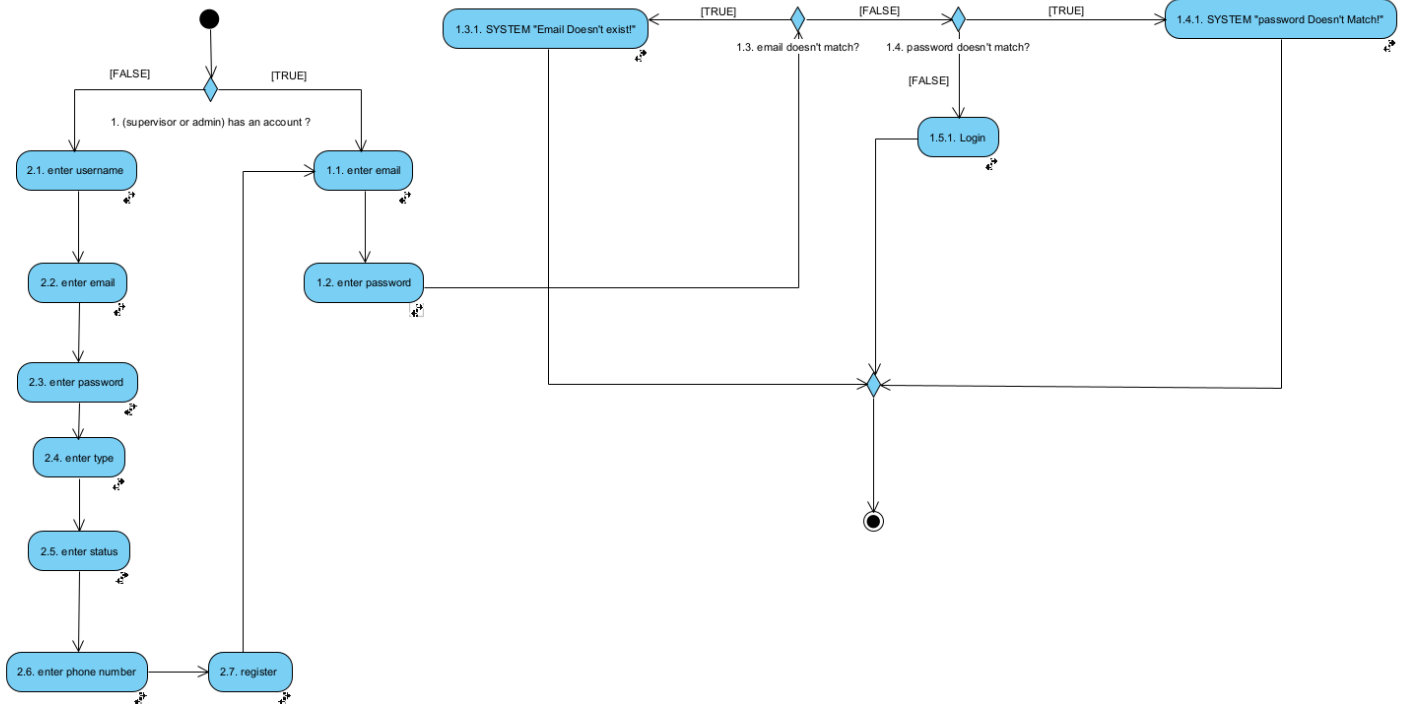 1.3.1. SYSTEM "Email Doesn't exist!"
[TRUE]
[FALSE]
[TRUE]
1.4.1. SYSTEM "password Doesn't Match!"
1.3. email doesn't match?
1.4. password doesn't match?
[FALSE]
[TRUE]
[FALSE]
1. (supervisor or admin) has an account ?
1.5.1. Login
2.1. enter username
1.1. enter email
2.2. enter email
1.2. enter password
2.3. enter password
2.4. enter type
2.5. enter status
2.6. enter phone number
2.7. register